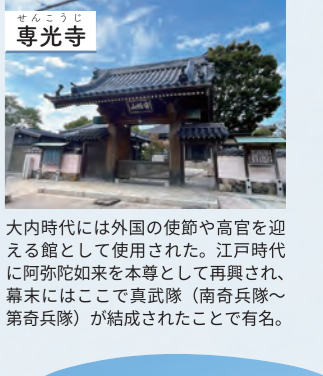 せんこうじ
専光寺
大内時代には外国の使節や高官を迎
える館として使用された。江戸時代
に阿弥陀如来を本尊として再興され、
幕末にはここで真武隊（南奇兵隊〜
第奇兵隊）が結成されたことで有名。